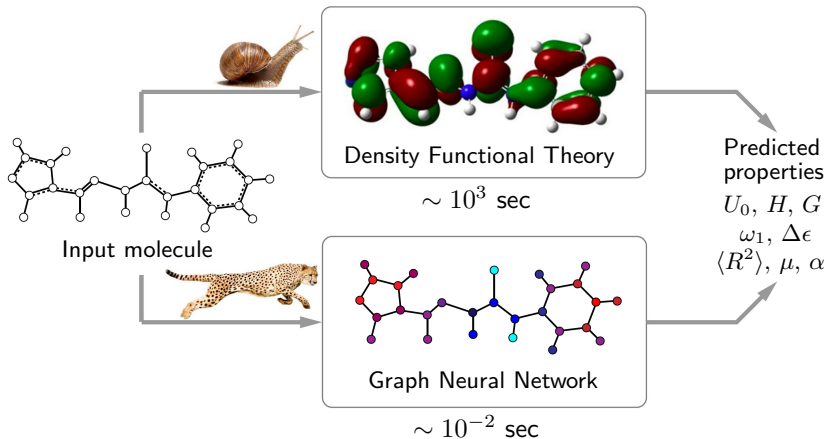 Density Functional Theory
∼ 10³ sec
Input molecule
Predicted
properties
U₀, H, G
ω₁, Δϵ
⟨R²⟩, μ, α
Graph Neural Network
∼ 10⁻² sec